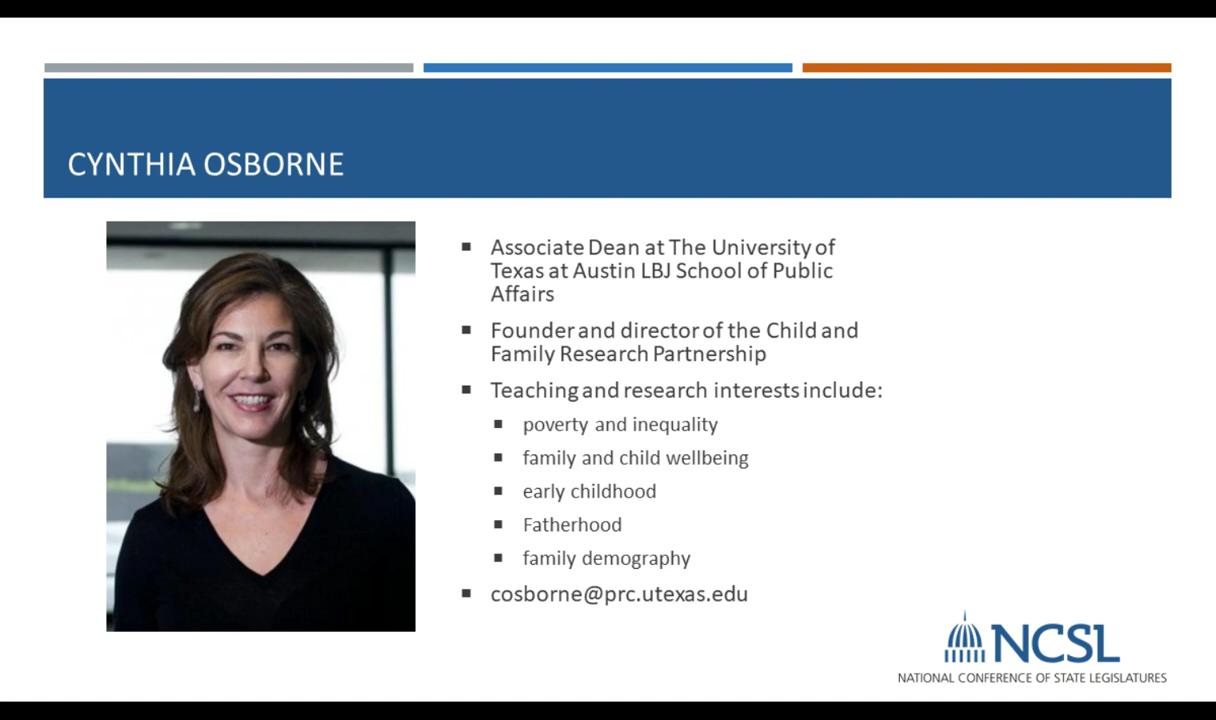 CYNTHIA OSBORNE
Associate Dean at The University of
Texas at Austin LBJ School of Public
Affairs
Founder and director of the Child and
Family Research Partnership
Teaching and research interests include:
poverty and inequality
family and child wellbeing
early childhood
Fatherhood
family demography
cosborne@prc.utexas.edu
NCSL
NATIONAL CONFERENCE OF STATE LEGISLATURES